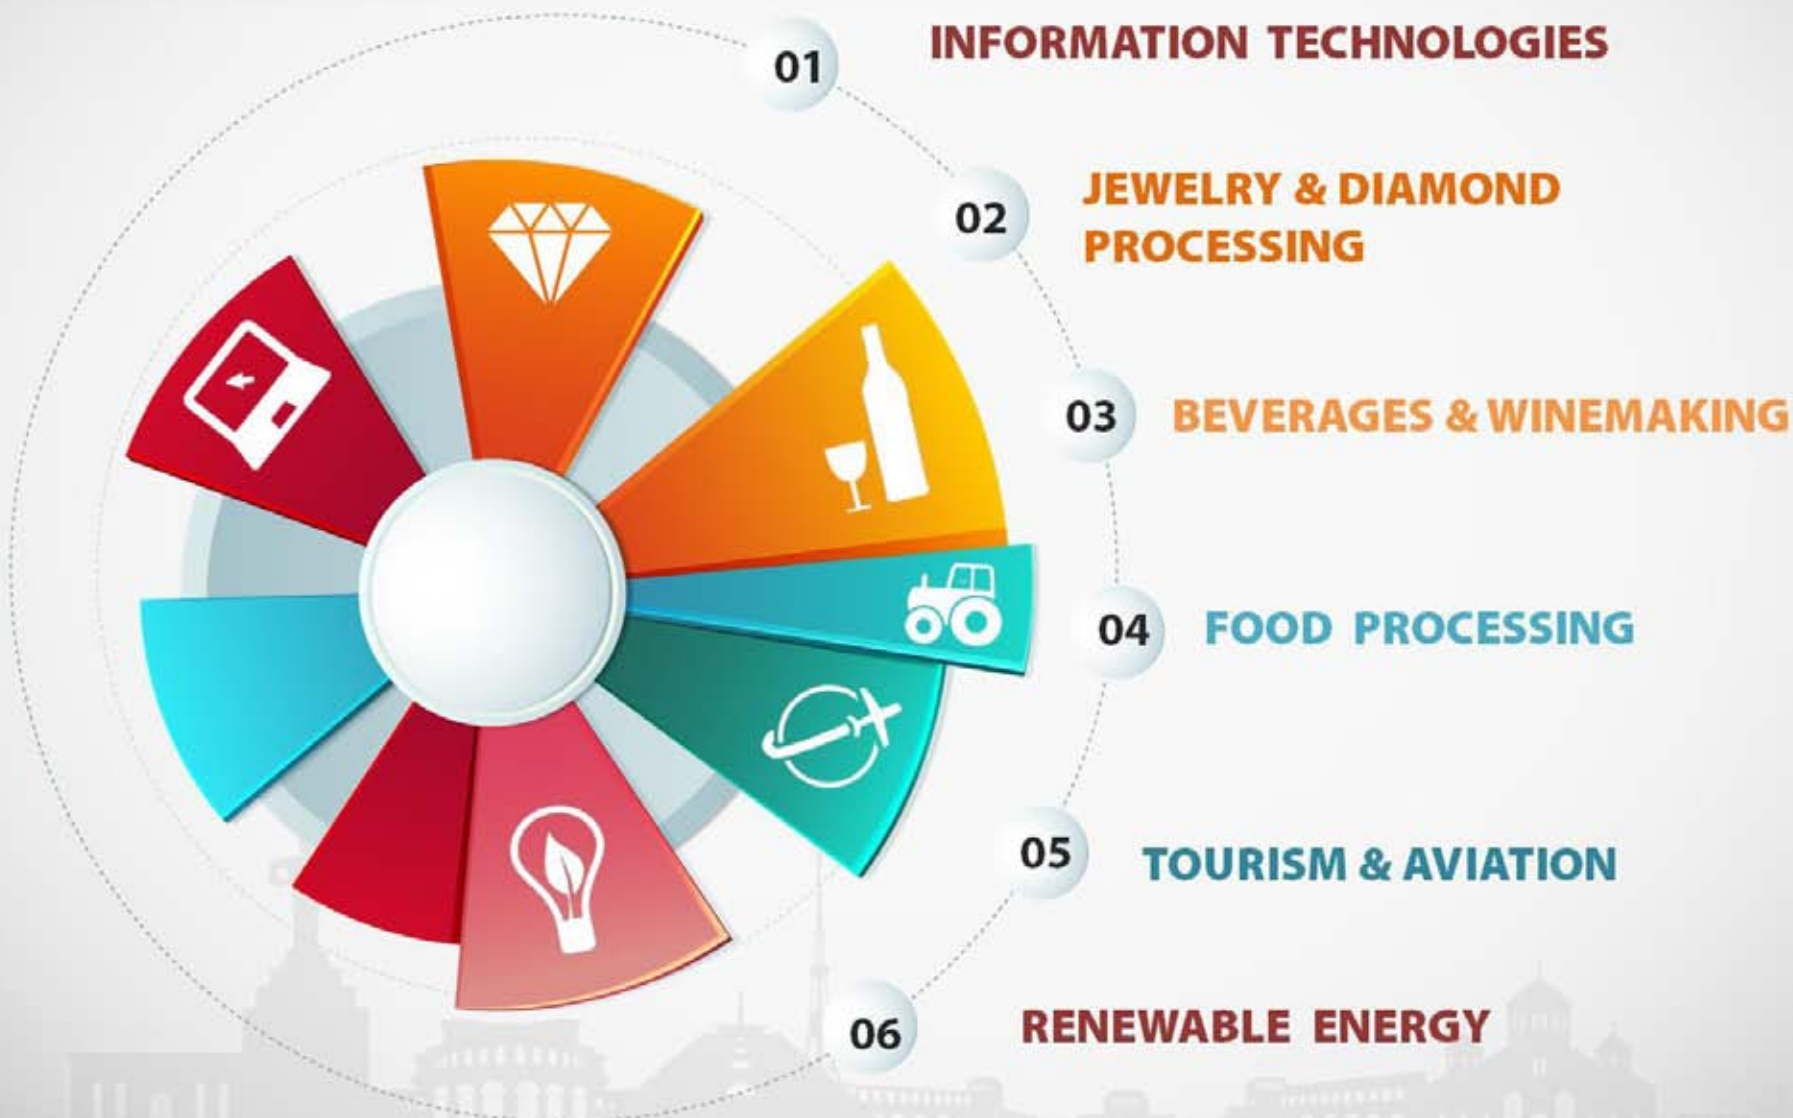 01
INFORMATION TECHNOLOGIES
02
JEWELRY & DIAMOND
PROCESSING
03
BEVERAGES & WINEMAKING
04
FOOD PROCESSING
05
TOURISM & AVIATION
06
RENEWABLE ENERGY